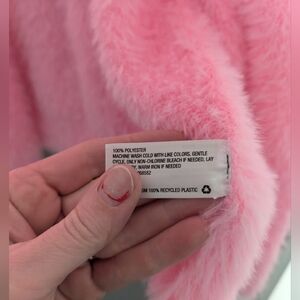 100% POLYESTER
MACHINE WASH COLD WITH LIKE COLORS, GENTLE
CYCLE, ONLY NON-CHLORINE BLEACH IF NEEDED, LAY
WARM IRON IF NEEDED
100% RECYCLED PLASTIC